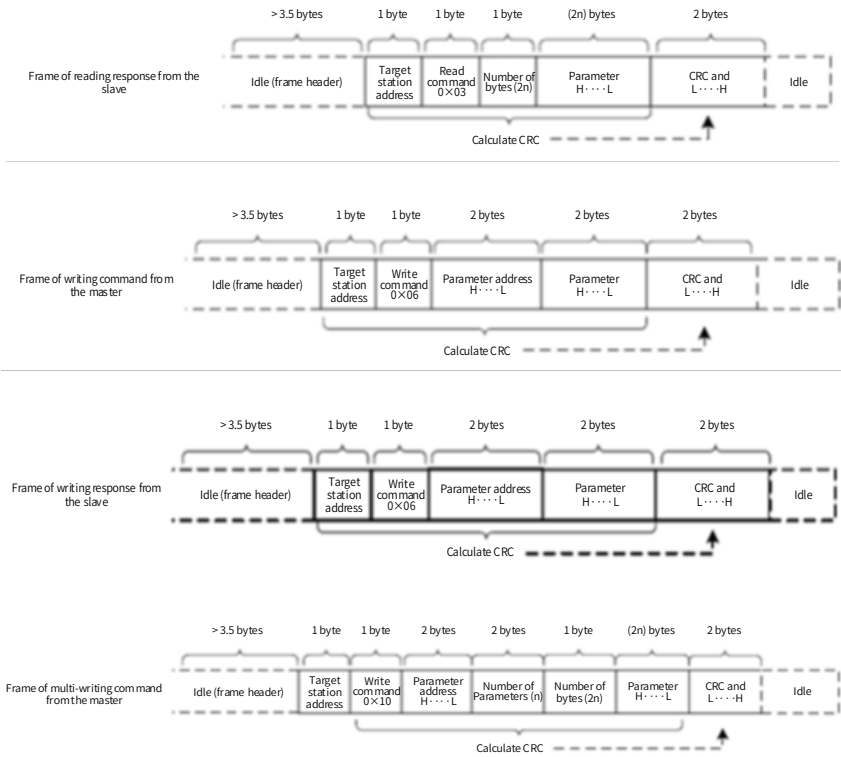 > 3.5 bytes 1 byte 1 byte 1 byte (2n) bytes 2 bytes
Frame of reading response from the
slave
Idle (frame header)
Target
station
address
Read
command
0×03
Number of
bytes (2n)
Parameter
H····L
CRC and
L····H
Idle
Calculate CRC
> 3.5 bytes 1 byte 1 byte 2 bytes 2 bytes 2 bytes
Frame of writing command from
the master
Idle (frame header)
Target
station
address
Write
command
0×06
Parameter address
H····L
Parameter
H····L
CRC and
L····H
Idle
Calculate CRC
> 3.5 bytes 1 byte 1 byte 2 bytes 2 bytes 2 bytes
Frame of writing response from
the slave
Idle (frame header)
Target
station
address
Write
command
0×06
Parameter address
H····L
Parameter
H····L
CRC and
L····H
Idle
Calculate CRC
> 3.5 bytes 1 byte 1 byte 2 bytes 2 bytes 1 byte (2n) bytes 2 bytes
Frame of multi-writing command
from the master
Idle (frame header)
Target
station
address
Write
command
0×10
Parameter
address
H····L
Number of
Parameters (n)
Number of
bytes (2n)
Parameter
H····L
CRC and
L····H
Idle
Calculate CRC